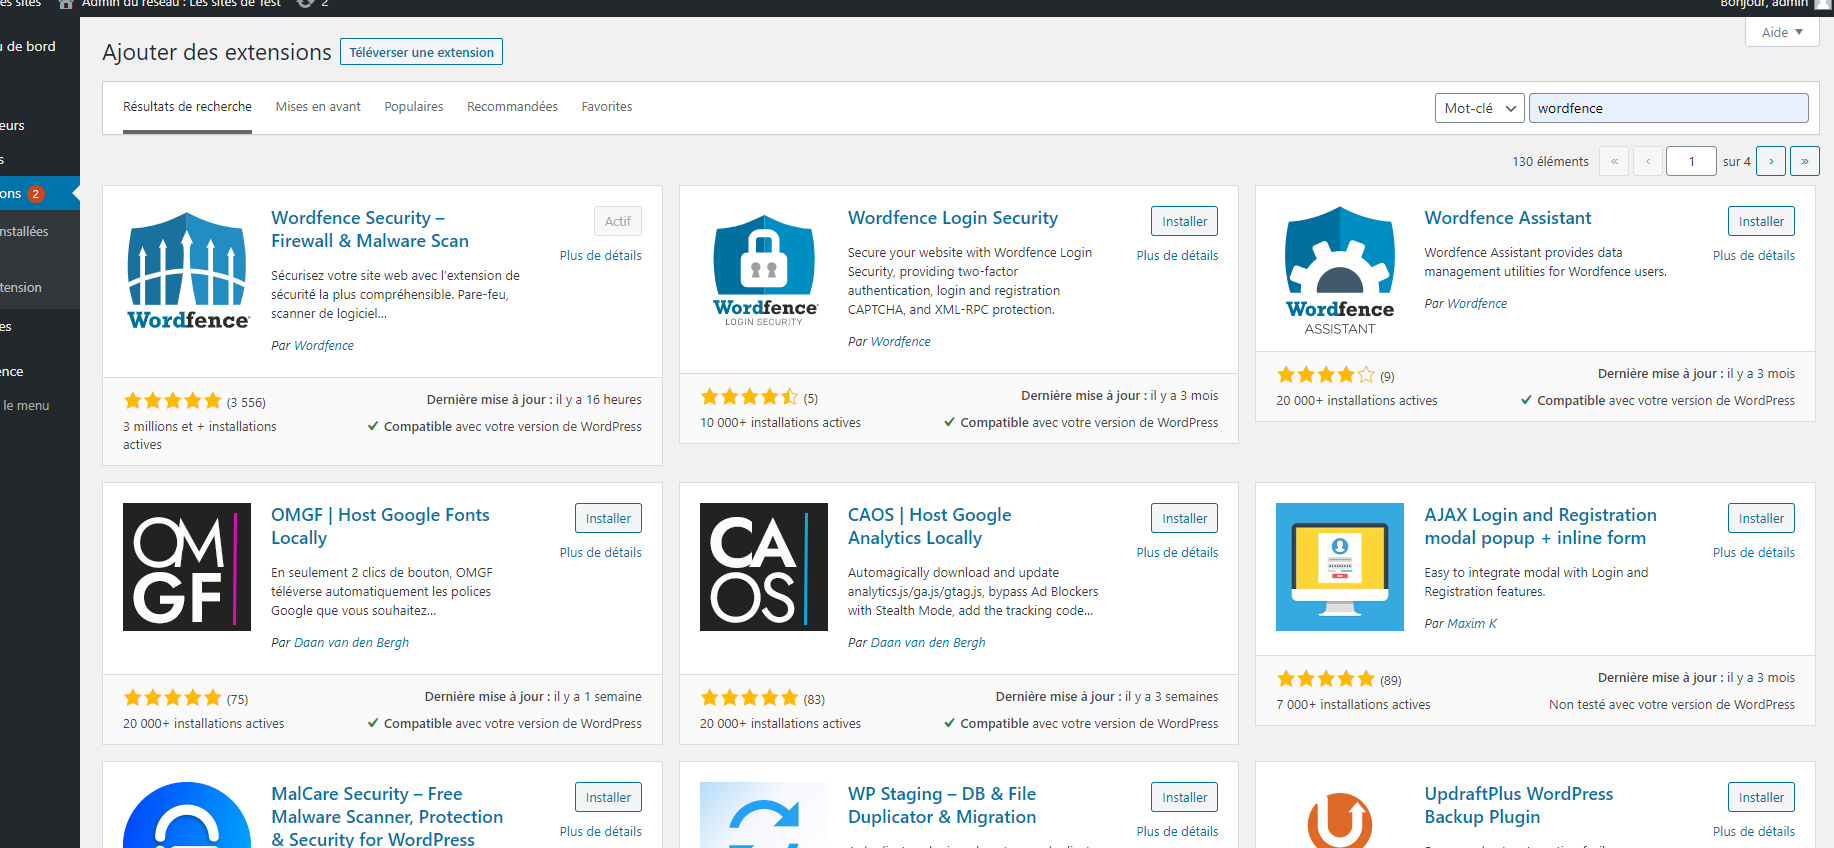 es sites Admin du réseau : Les sites de Test 2 Bonjour, admin
Aide
u de bord
eurs
s
ons 2
nstallées
tension
es
ence
le menu
Ajouter des extensions Téléverser une extension
Résultats de recherche Mises en avant Populaires Recommandées Favorites Mot-clé wordfence
130 éléments « ‹ 1 sur 4 › »
Wordfence
Wordfence Security –
Firewall & Malware Scan
Actif
Plus de détails
Sécurisez votre site web avec l'extension de
sécurité la plus compréhensible. Pare-feu,
scanner de logiciel...
Par Wordfence
(3 556)
3 millions et + installations
actives
Dernière mise à jour : il y a 16 heures
Compatible avec votre version de WordPress
Wordfence
LOGIN SECURITY
Wordfence Login Security
Installer
Plus de détails
Secure your website with Wordfence Login
Security, providing two-factor
authentication, login and registration
CAPTCHA, and XML-RPC protection.
Par Wordfence
(5)
10 000+ installations actives
Dernière mise à jour : il y a 3 mois
Compatible avec votre version de WordPress
Wordfence
ASSISTANT
Wordfence Assistant
Installer
Plus de détails
Wordfence Assistant provides data
management utilities for Wordfence users.
Par Wordfence
(9)
20 000+ installations actives
Dernière mise à jour : il y a 3 mois
Compatible avec votre version de WordPress
OM
GF
OMGF | Host Google Fonts
Locally
Installer
Plus de détails
En seulement 2 clics de bouton, OMGF
téléverse automatiquement les polices
Google que vous souhaitez...
Par Daan van den Bergh
(75)
20 000+ installations actives
Dernière mise à jour : il y a 1 semaine
Compatible avec votre version de WordPress
CA
OS
CAOS | Host Google
Analytics Locally
Installer
Plus de détails
Automagically download and update
analytics.js/ga.js/gtag.js, bypass Ad Blockers
with Stealth Mode, add the tracking code...
Par Daan van den Bergh
(83)
20 000+ installations actives
Dernière mise à jour : il y a 3 semaines
Compatible avec votre version de WordPress
AJAX Login and Registration
modal popup + inline form
Installer
Plus de détails
Easy to integrate modal with Login and
Registration features.
Par Maxim K
(89)
7 000+ installations actives
Dernière mise à jour : il y a 3 mois
Non testé avec votre version de WordPress
MalCare Security – Free
Malware Scanner, Protection
& Security for WordPress
Installer
Plus de détails
WP Staging – DB & File
Duplicator & Migration
Installer
Plus de détails
UpdraftPlus WordPress
Backup Plugin
Installer
Plus de détails